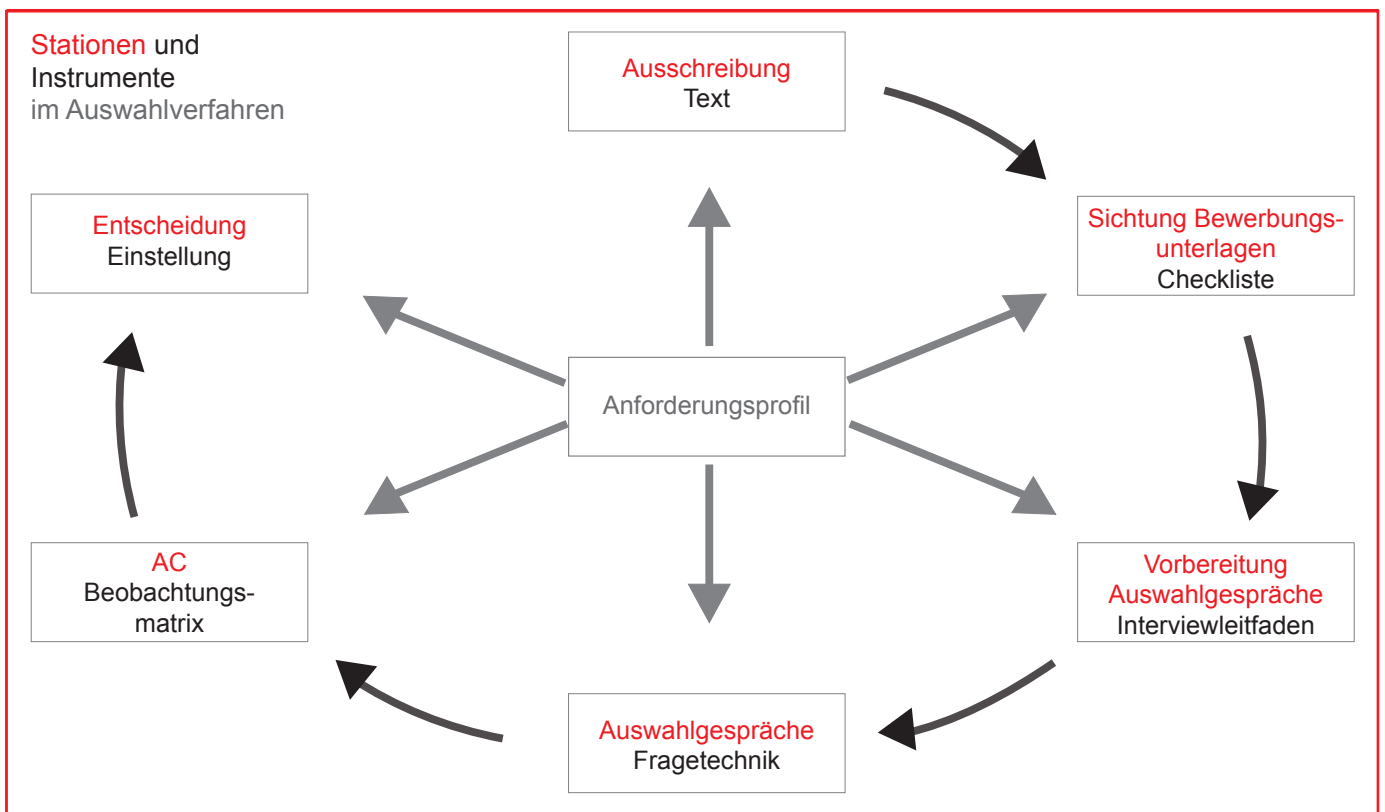 Stationen und
Instrumente
im Auswahlverfahren
Ausschreibung
Text
Sichtung Bewerbungs-
unterlagen
Checkliste
Vorbereitung
Auswahlgespräche
Interviewleitfaden
Auswahlgespräche
Fragetechnik
AC
Beobachtungs-
matrix
Entscheidung
Einstellung
Anforderungsprofil